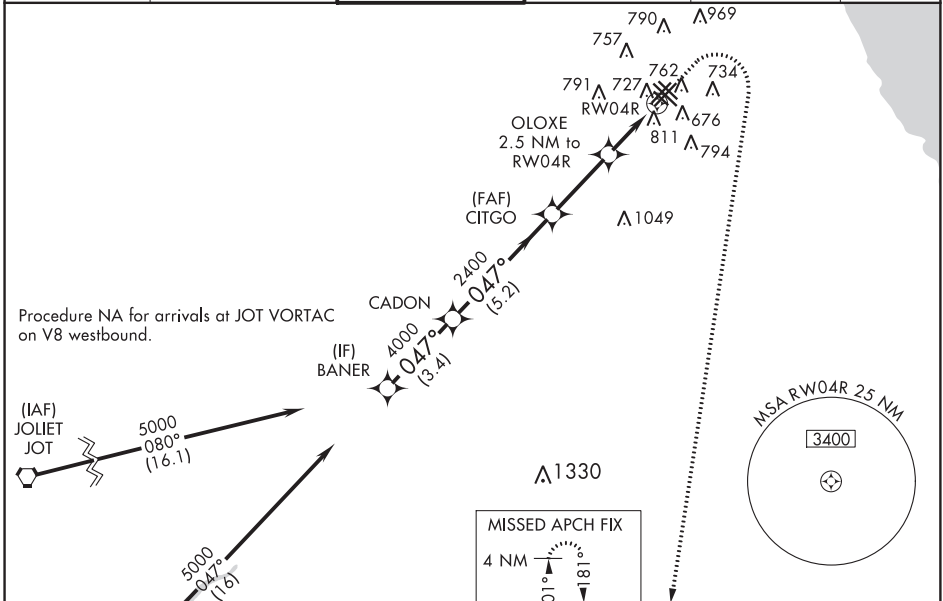 790
969
757
762
734
791
727
RW04R
676
811
794
OLOXE
2.5 NM to
RW04R
(FAF)
CITGO
1049
2400
047°
(5.2)
CADON
Procedure NA for arrivals at JOT VORTAC
on V8 westbound.
4000
047°
(3.4)
(IF)
BANER
(IAF)
JOLIET
JOT
5000
080°
(16.1)
MSA RW04R 25 NM
3400
1330
MISSED APCH FIX
4 NM
181°
5000
047°
(16)